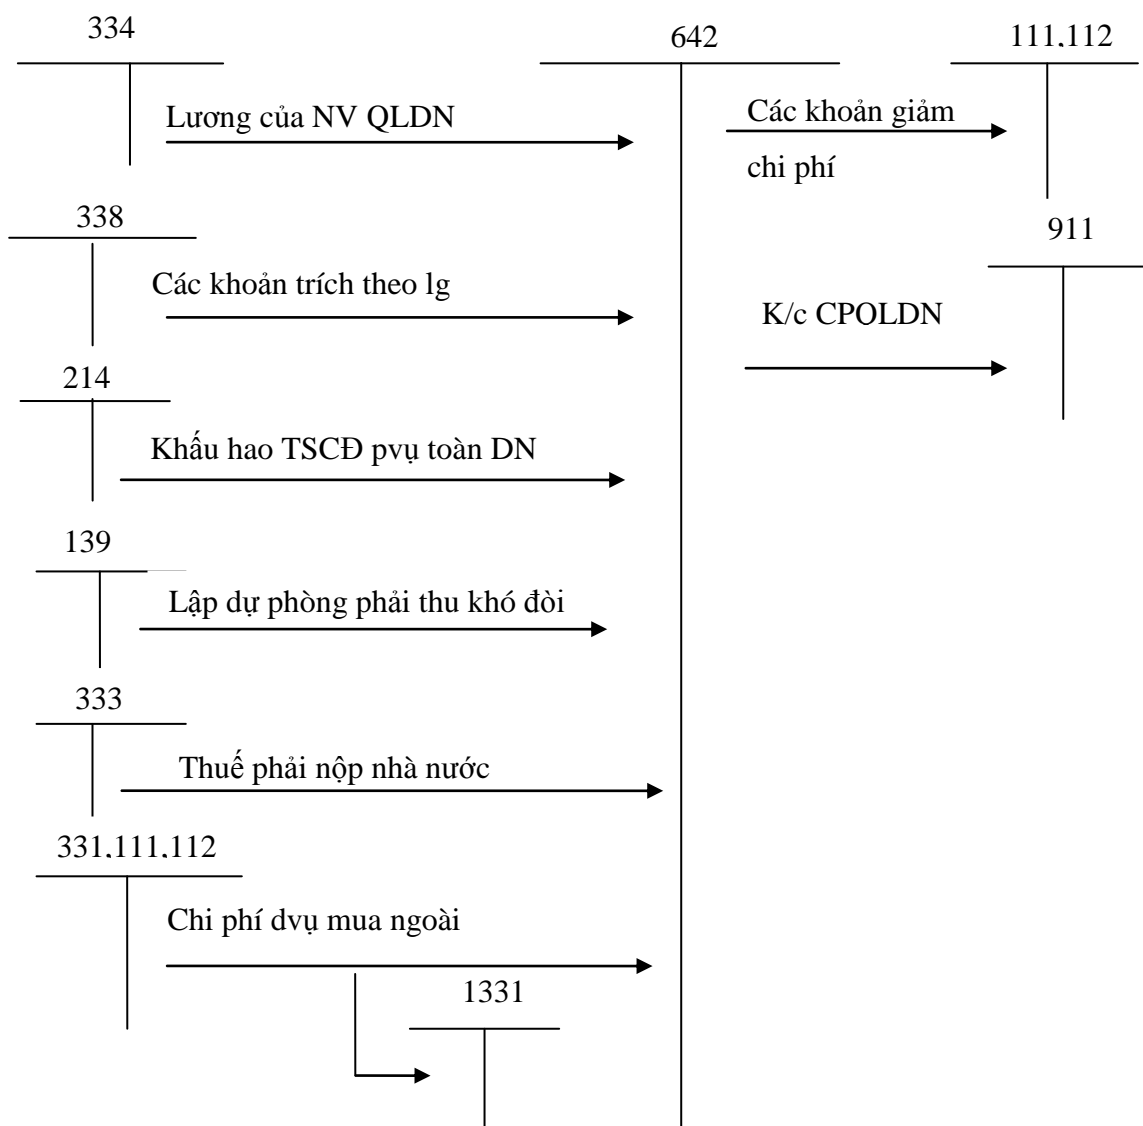 334
642
111,112
Lương của NV QLDN
Các khoản giảm
chi phí
338
911
Các khoản trích theo lg
K/c CPQLDN
214
Khấu hao TSCĐ pvụ toàn DN
139
Lập dự phòng phải thu khó đòi
333
Thuế phải nộp nhà nước
331,111,112
Chi phí dvụ mua ngoài
1331